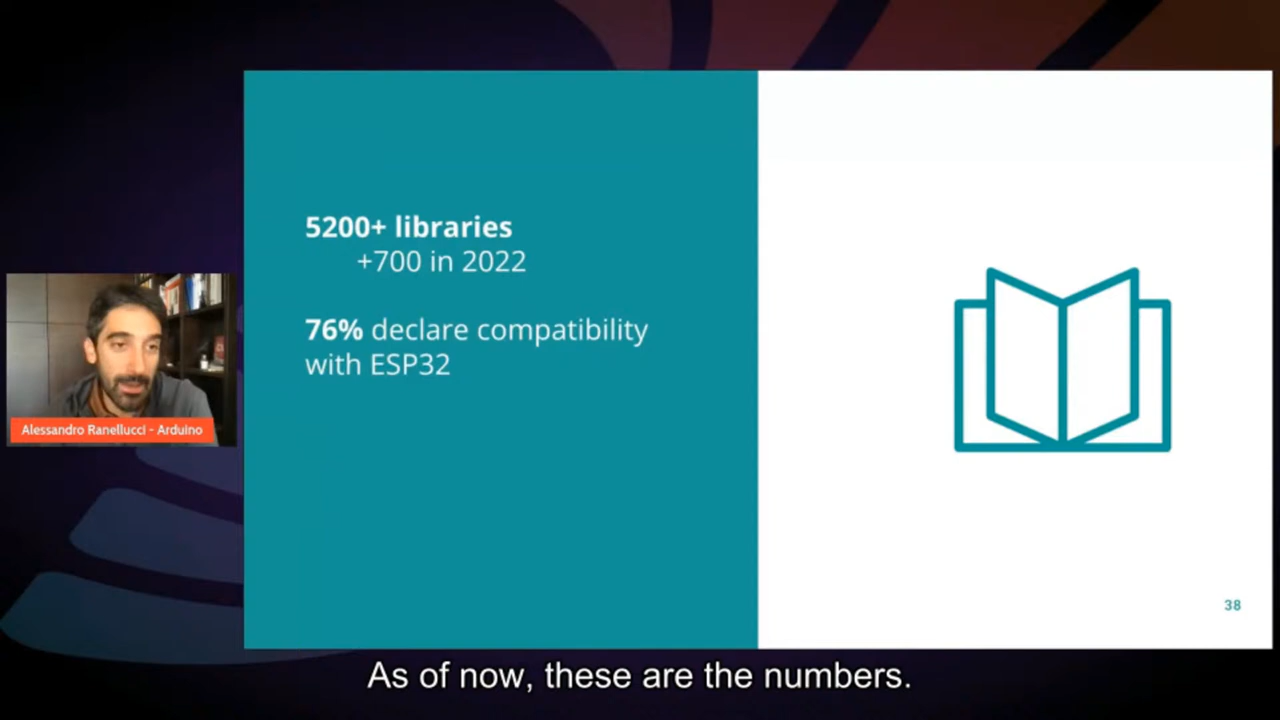 5200+ libraries
+700 in 2022
76% declare compatibility
with ESP32
Alessandro Ranellucci - Arduino
38
As of now, these are the numbers.